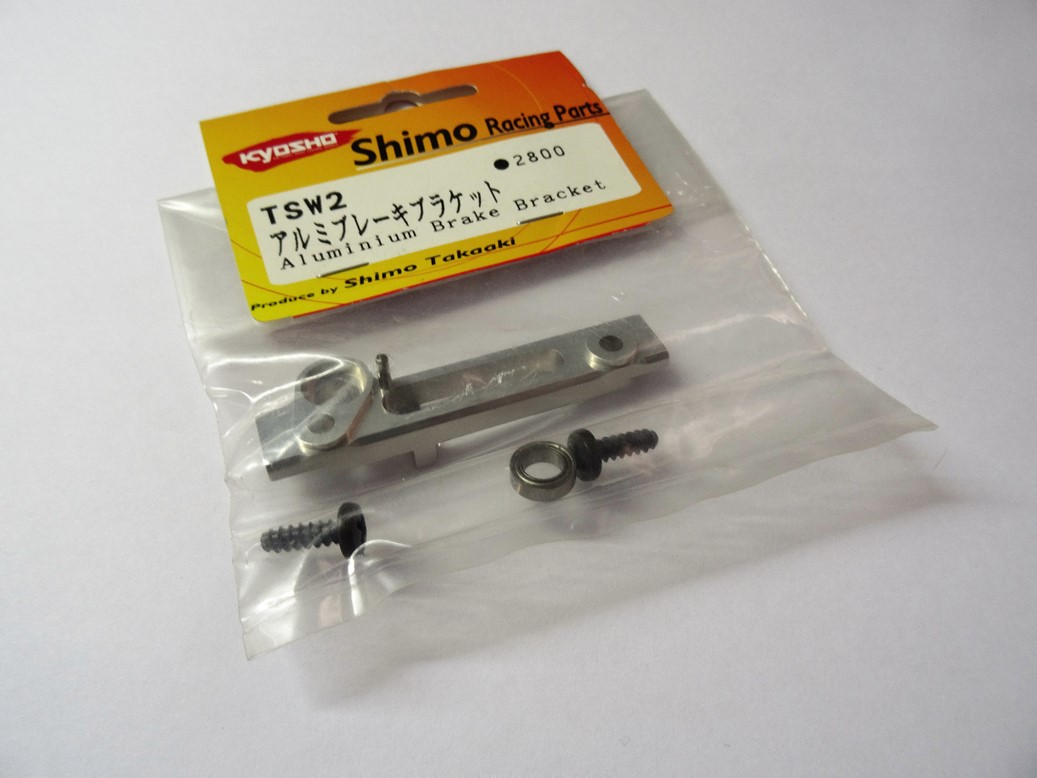 KYOSHO Shimo Racing Parts
TSW2 ●2800
アルミブレーキブラケット
Aluminium Brake Bracket
Produce by Shimo Takaaki